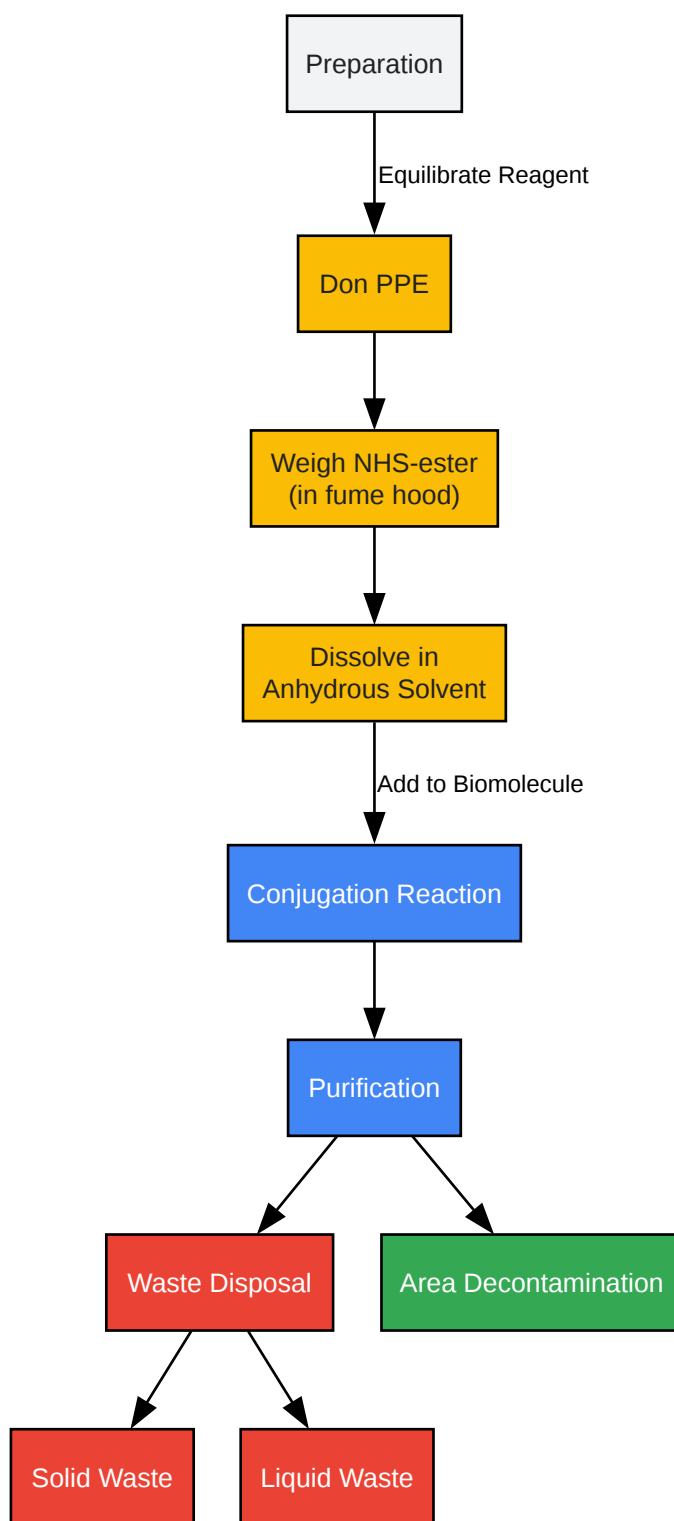 Preparation
Equilibrate Reagent
Don PPE
Weigh NHS-ester
(in fume hood)
Dissolve in
Anhydrous Solvent
Add to Biomolecule
Conjugation Reaction
Purification
Waste Disposal
Area Decontamination
Solid Waste
Liquid Waste